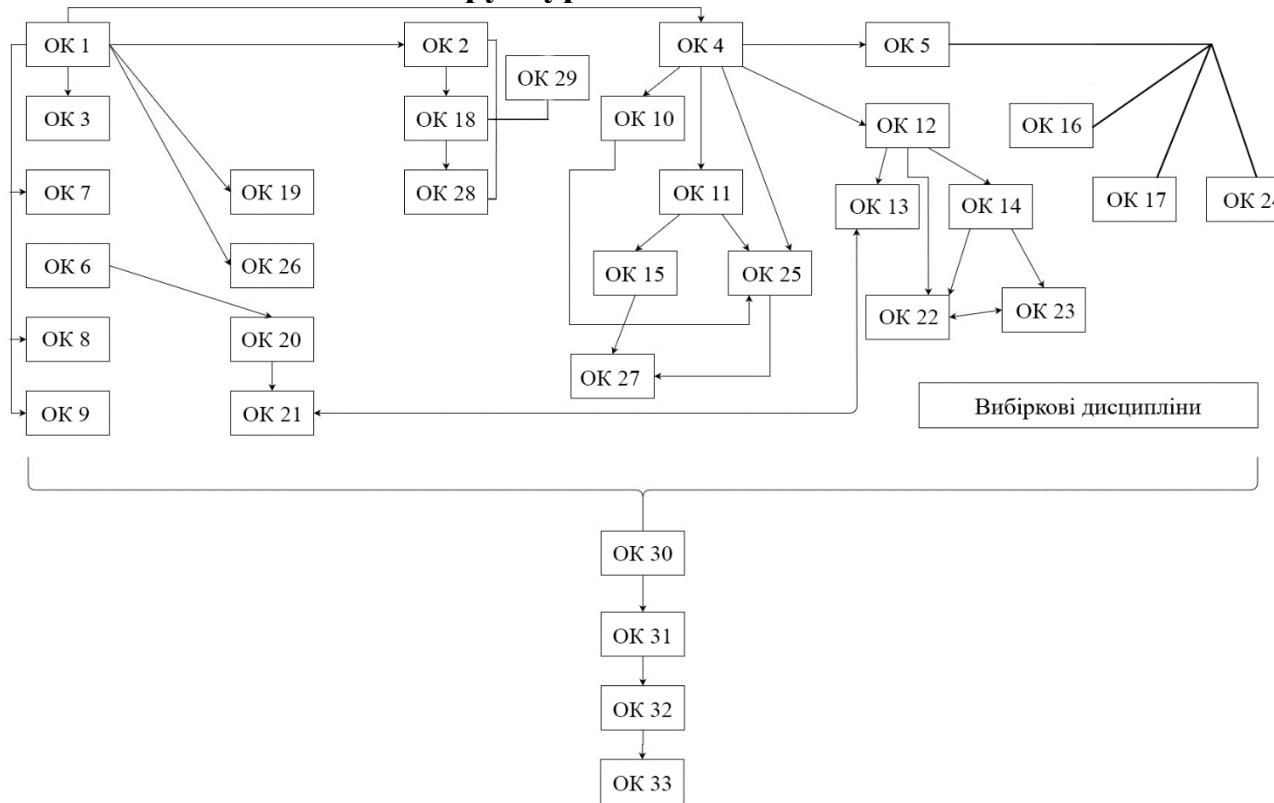 ОК 1
ОК 2
ОК 4
ОК 5
ОК 29
ОК 3
ОК 18
ОК 10
ОК 12
ОК 16
ОК 7
ОК 19
ОК 28
ОК 11
ОК 13
ОК 14
ОК 17
ОК 24
ОК 6
ОК 26
ОК 15
ОК 25
ОК 22
ОК 23
ОК 8
ОК 20
ОК 27
ОК 9
ОК 21
Вибіркові дисципліни
ОК 30
ОК 31
ОК 32
ОК 33